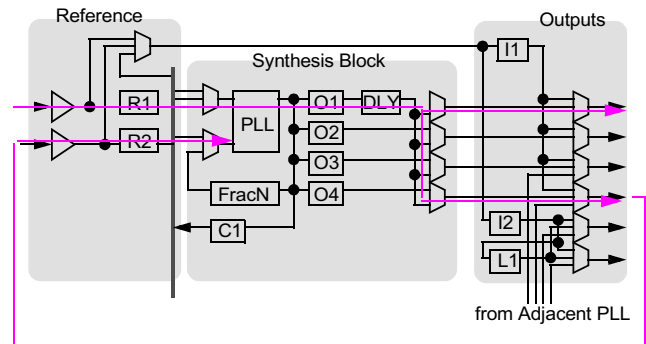 Reference
Outputs
Synthesis Block
I1
R1
O1
DLY
PLL
R2
O2
O3
FracN
O4
C1
I2
L1
from Adjacent PLL